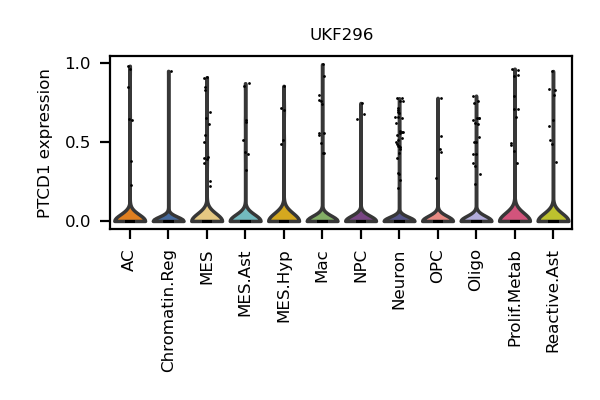 UKF296
PTCD1 expression
1.0
0.5
0.0
AC
Chromatin.Reg
MES
MES.Ast
MES.Hyp
Mac
NPC
Neuron
OPC
Oligo
Prolif.Metab
Reactive.Ast